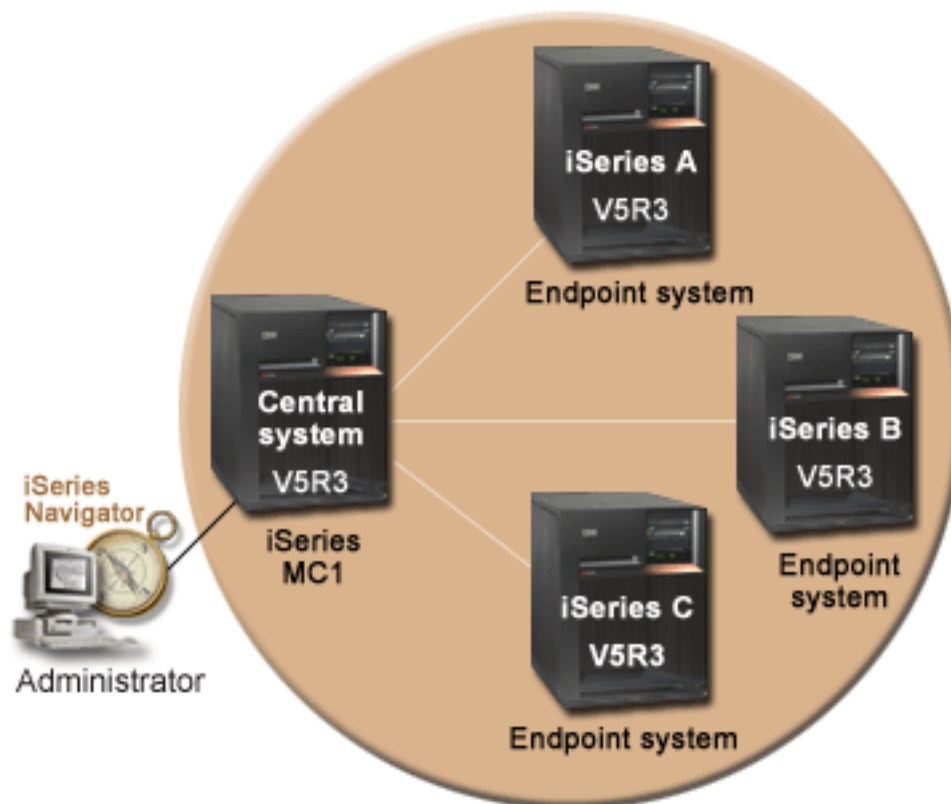 iSeries A
V5R3
Endpoint system
Central
system
V5R3
iSeries
MC1
iSeries B
V5R3
Endpoint
system
iSeries
Navigator
Administrator
iSeries C
V5R3
Endpoint system